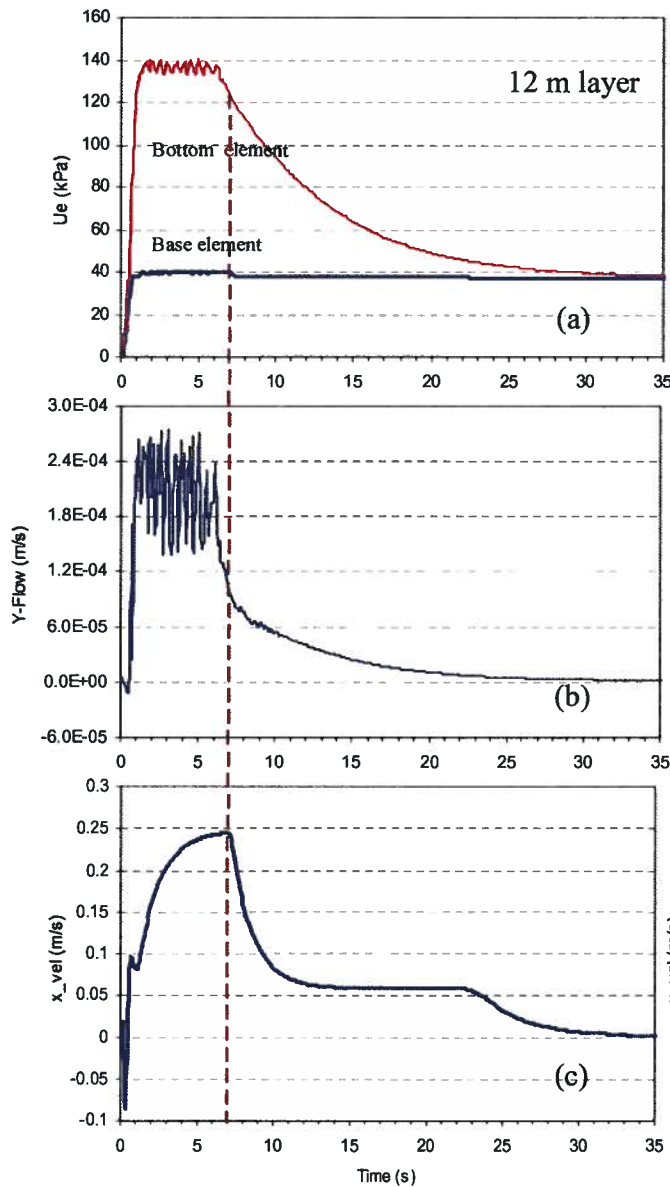 160
140
12 m layer
120
100
Bottom element
Ue (kPa)
80
60
Base element
40
20
(a)
0
0 5 10 15 20 25 30 35
3.0E-04
2.4E-04
1.8E-04
Y-Flow (m/s)
1.2E-04
6.0E-05
0.0E+00
(b)
-6.0E-05
0 5 10 15 20 25 30 35
0.3
0.25
0.2
0.15
x_vel (m/s)
0.1
0.05
0
(c)
-0.05
-0.1
0 5 10 15 20 25 30 35
Time (s)